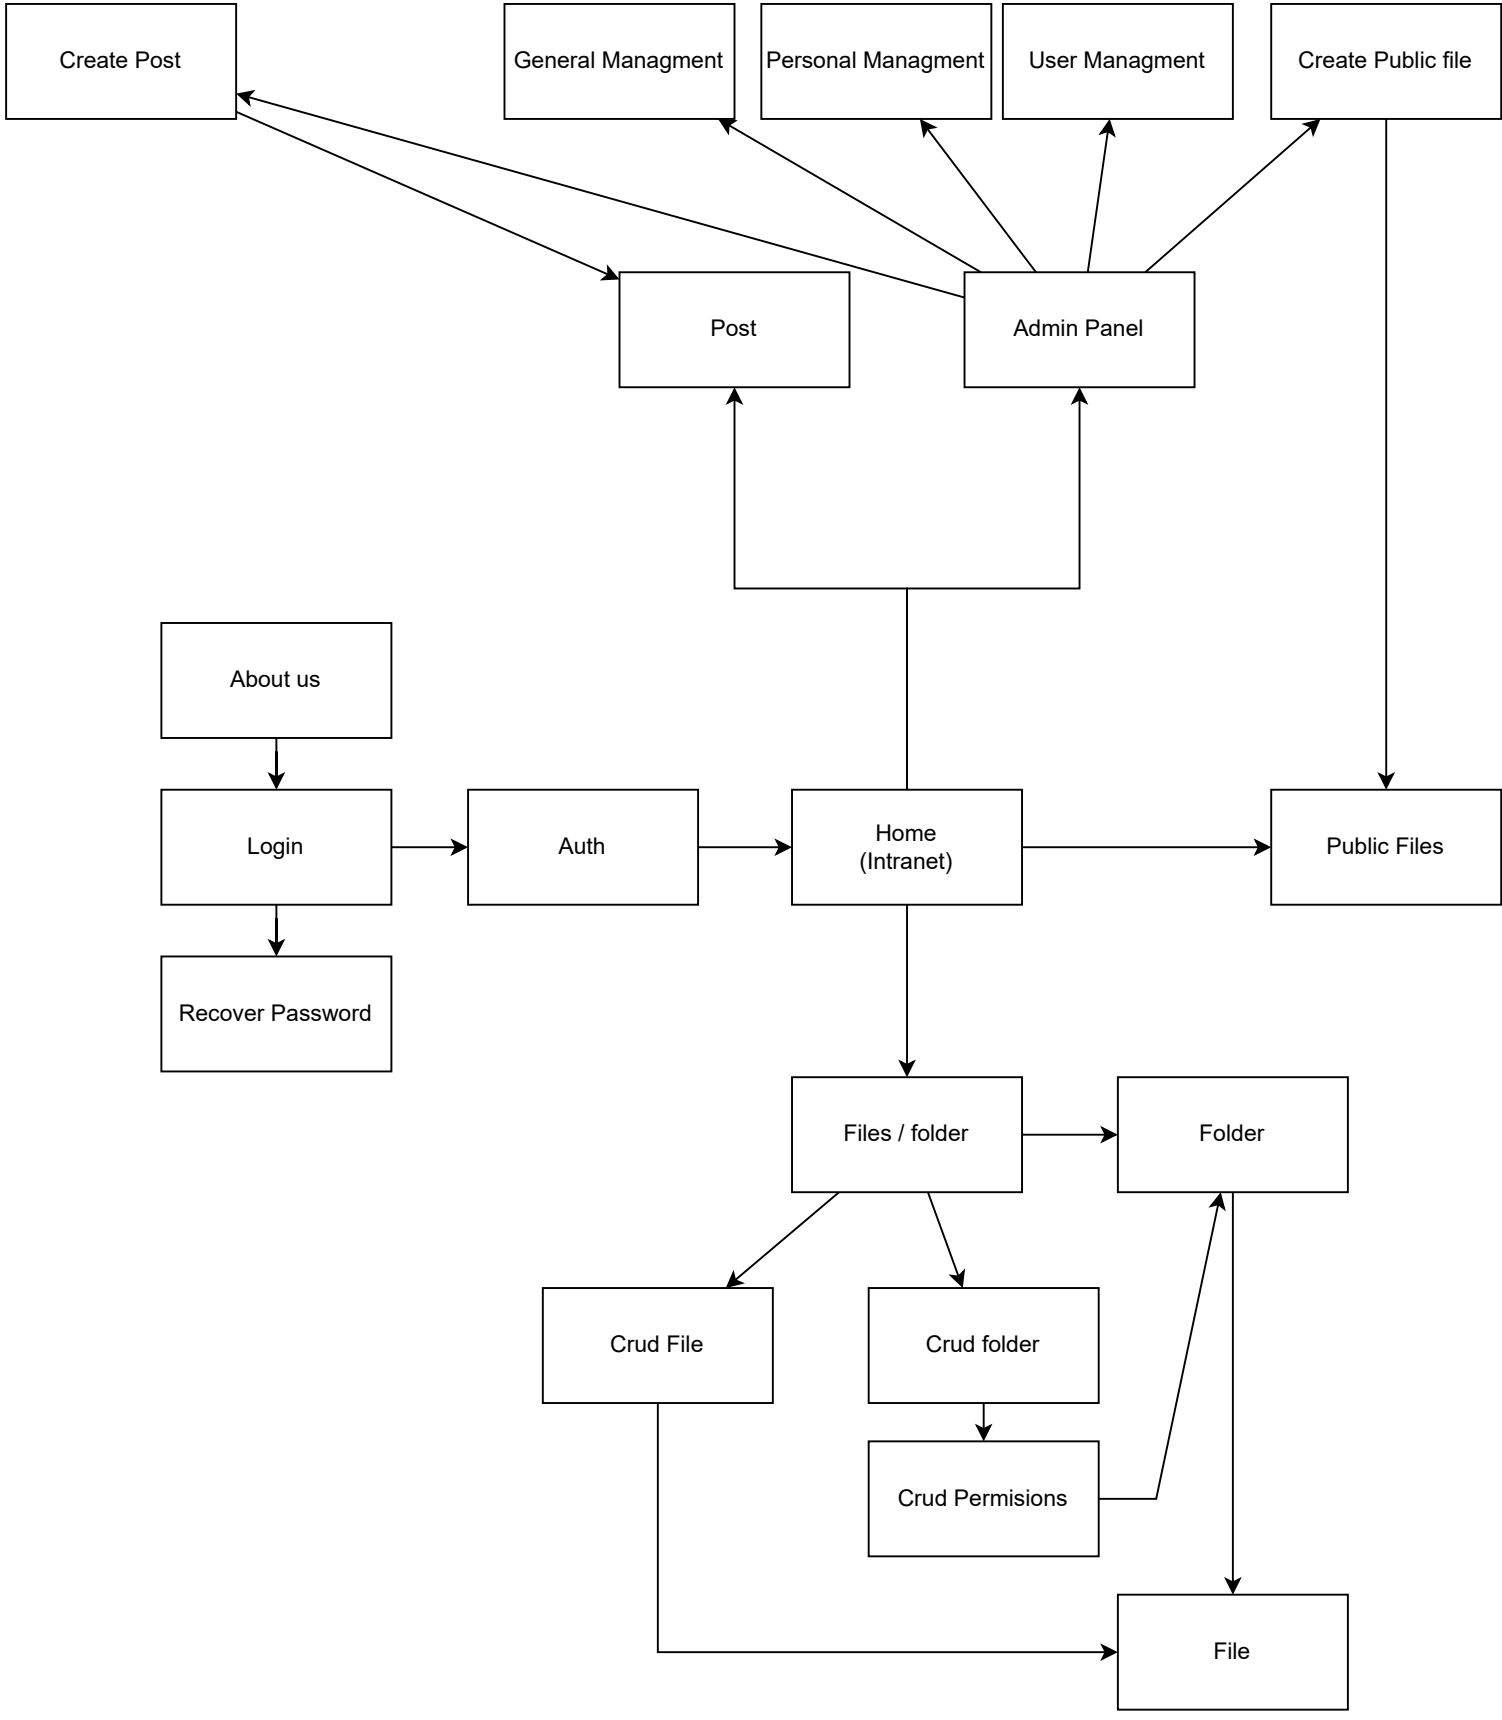 Create Post
General Managment
Personal Managment
User Managment
Create Public file
Post
Admin Panel
About us
Login
Auth
Home
(Intranet)
Public Files
Recover Password
Files / folder
Folder
Crud File
Crud folder
Crud Permisions
File